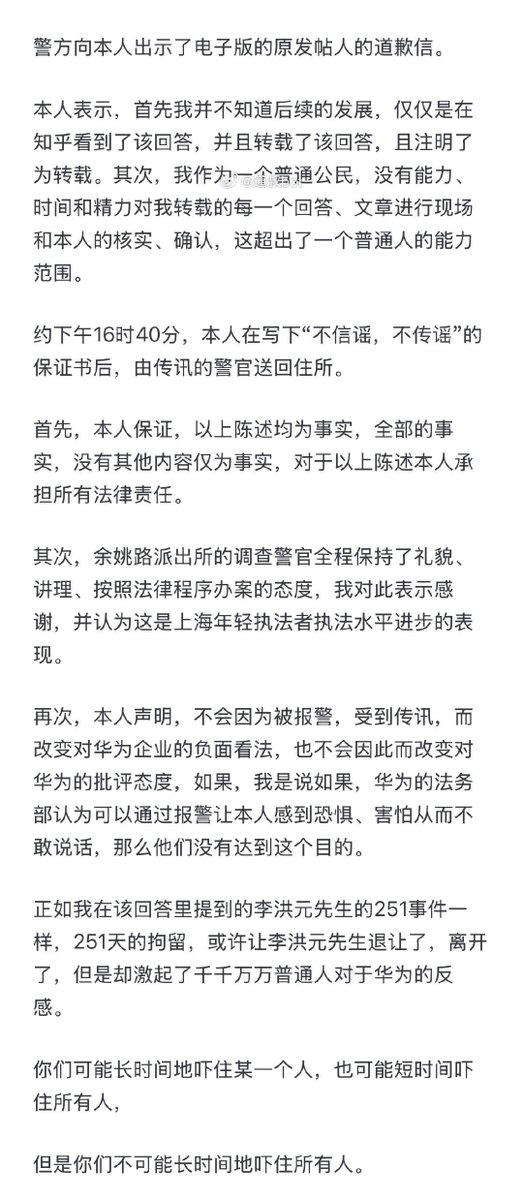 警方向本人出示了电子版的原发帖人的道歉信。
本人表示，首先我并不知道后续的发展，仅仅是在
知乎看到了该回答，并且转载了该回答，且注明了
为转载。其次，我作为一个普通公民，没有能力、
时间和精力对我转载的每一个回答、文章进行现场
和本人的核实、确认，这超出了一个普通人的能力
范围。
约下午16时40分，本人在写下“不信谣，不传谣”的
保证书后，由传讯的警官送回住所。
首先，本人保证，以上陈述均为事实，全部的事
实，没有其他内容仅为事实，对于以上陈述本人承
担所有法律责任。
其次，余姚路派出所的调查警官全程保持了礼貌、
讲理、按照法律程序办案的态度，我对此表示感
谢，并认为这是上海年轻执法者执法水平进步的表
现。
再次，本人声明，不会因为被报警，受到传讯，而
改变对华为企业的负面看法，也不会因此而改变对
华为的批评态度，如果，我是说如果，华为的法务
部认为可以通过报警让本人感到恐惧、害怕从而不
敢说话，那么他们没有达到这个目的。
正如我在该回答里提到的李洪元先生的251事件一
样，251天的拘留，或许让李洪元先生退让了，离开
了，但是却激起了千千万万普通人对于华为的反
感。
你们可能长时间地吓住某一个人，也可能短时间吓
住所有人，
但是你们不可能长时间地吓住所有人。